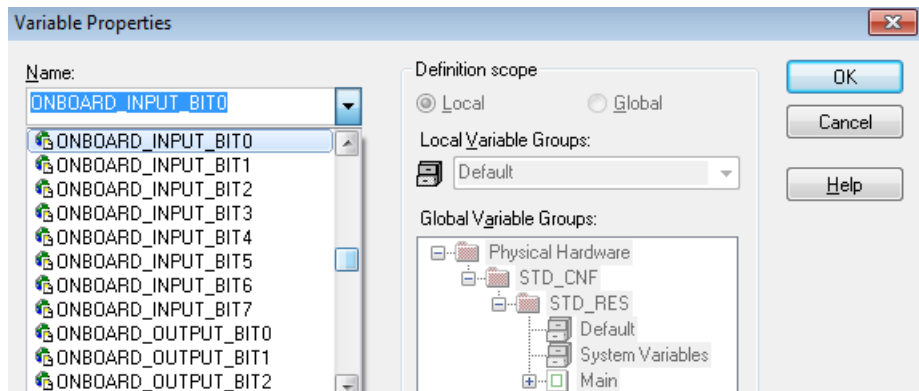 Variable Properties
Name:
ONBOARD_INPUT_BIT0
ONBOARD_INPUT_BIT0
ONBOARD_INPUT_BIT1
ONBOARD_INPUT_BIT2
ONBOARD_INPUT_BIT3
ONBOARD_INPUT_BIT4
ONBOARD_INPUT_BIT5
ONBOARD_INPUT_BIT6
ONBOARD_INPUT_BIT7
ONBOARD_OUTPUT_BIT0
ONBOARD_OUTPUT_BIT1
ONBOARD_OUTPUT_BIT2
Definition scope
Local Global
Local Variable Groups:
Default
Global Variable Groups:
Physical Hardware
STD_CNF
STD_RES
Default
System Variables
Main
OK
Cancel
Help